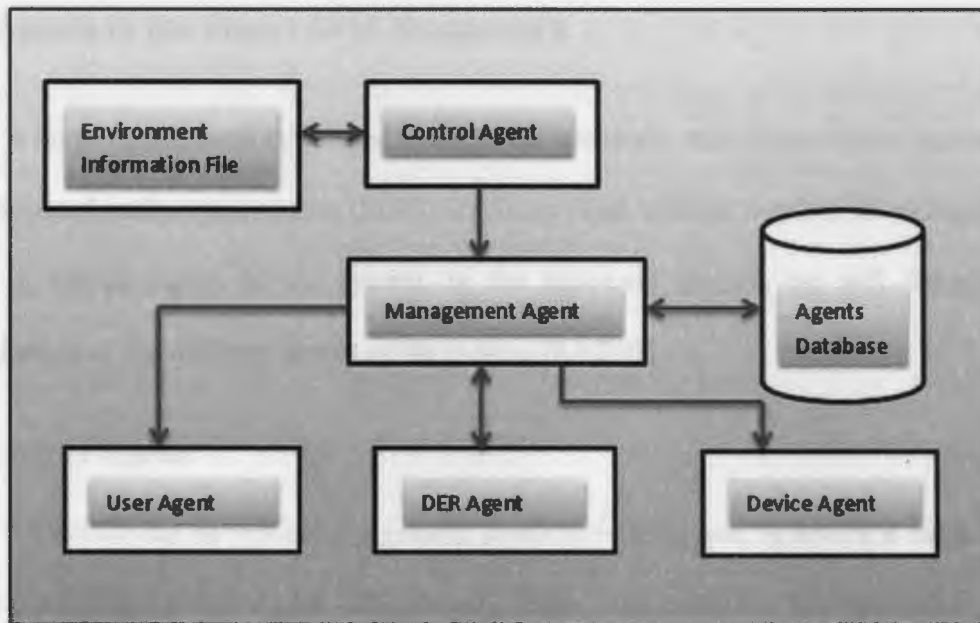 Environment
Information File
Control Agent
Management Agent
Agents
Database
User Agent
DER Agent
Device Agent